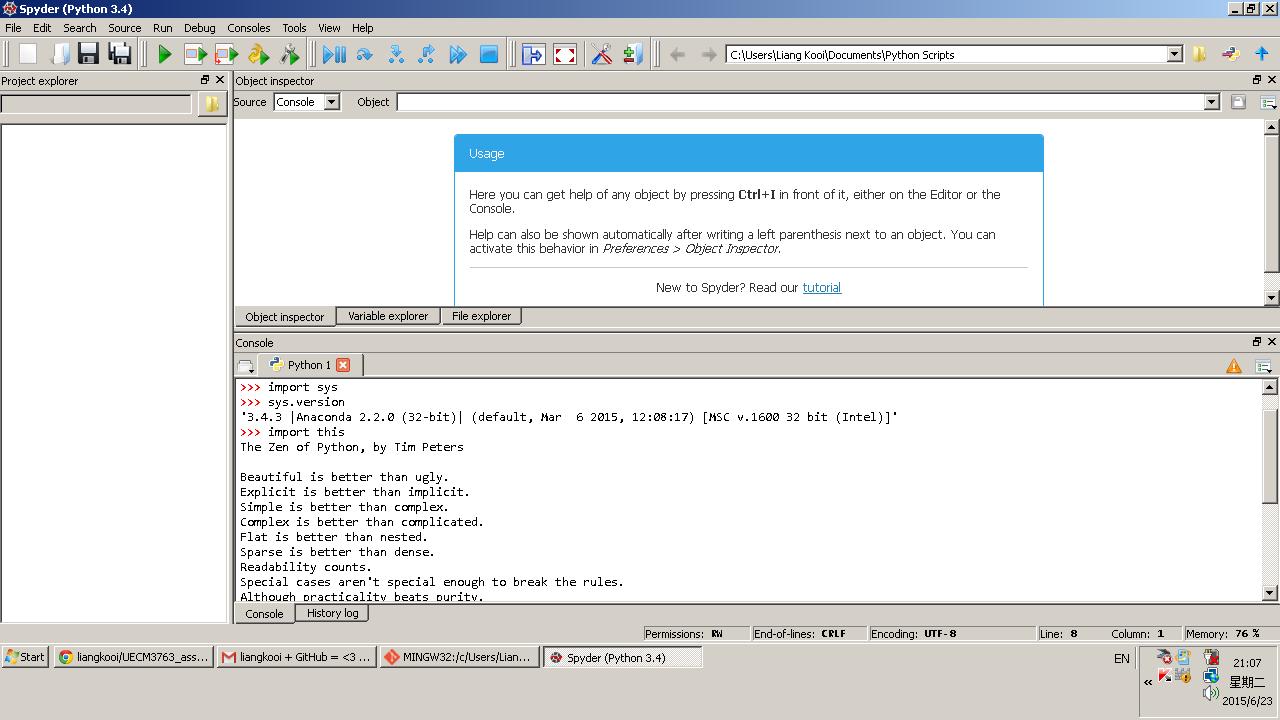 Spyder (Python 3.4)
File Edit Search Source Run Debug Consoles Tools View Help
C:\Users\Liang Kooi\Documents\Python Scripts
Project explorer
Object inspector
Source Console Object
Usage
Here you can get help of any object by pressing Ctrl+I in front of it, either on the Editor or the
Console.
Help can also be shown automatically after writing a left parenthesis next to an object. You can
activate this behavior in Preferences > Object Inspector.
New to Spyder? Read our tutorial
Object inspector Variable explorer File explorer
Console
Python 1
>>> import sys
>>> sys.version
'3.4.3 |Anaconda 2.2.0 (32-bit)| (default, Mar  6 2015, 12:08:17) [MSC v.1600 32 bit (Intel)]'
>>> import this
The Zen of Python, by Tim Peters
Beautiful is better than ugly.
Explicit is better than implicit.
Simple is better than complex.
Complex is better than complicated.
Flat is better than nested.
Sparse is better than dense.
Readability counts.
Special cases aren't special enough to break the rules.
Although practicality beats purity.
Console History log
Permissions: RW End-of-lines: CRLF Encoding: UTF-8 Line: 8 Column: 1 Memory: 76 %
Start liangkooi/UECM3763_ass... liangkooi + GitHub = <3 ... MINGW32:/c/Users/Lian... Spyder (Python 3.4) EN
21:07
星期二
2015/6/23